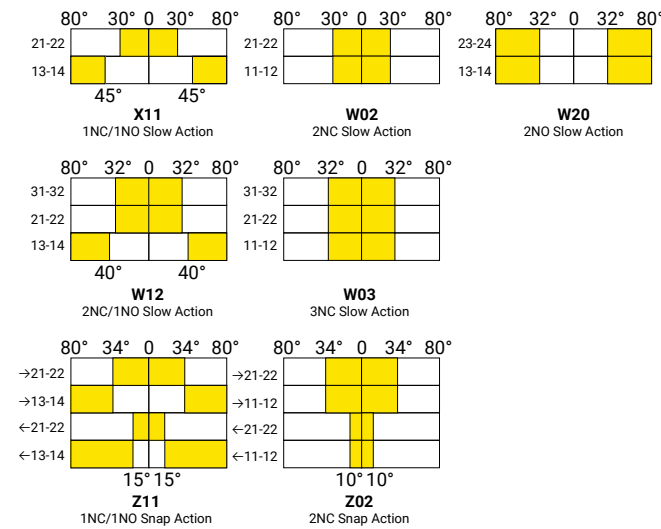 80° 30° 0 30° 80°
21-22
13-14
45° 45°
X11
1NC/1NO Slow Action
80° 30° 0 30° 80°
21-22
11-12
W02
2NC Slow Action
80° 32° 0 32° 80°
23-24
13-14
W20
2NO Slow Action
80° 32° 0 32° 80°
31-32
21-22
13-14
40° 40°
W12
2NC/1NO Slow Action
80° 32° 0 32° 80°
31-32
21-22
11-12
W03
3NC Slow Action
80° 34° 0 34° 80°
→21-22
→13-14
←21-22
←13-14
15° 15°
Z11
1NC/1NO Snap Action
80° 34° 0 34° 80°
→21-22
→11-12
←21-22
←11-12
10° 10°
Z02
2NC Snap Action